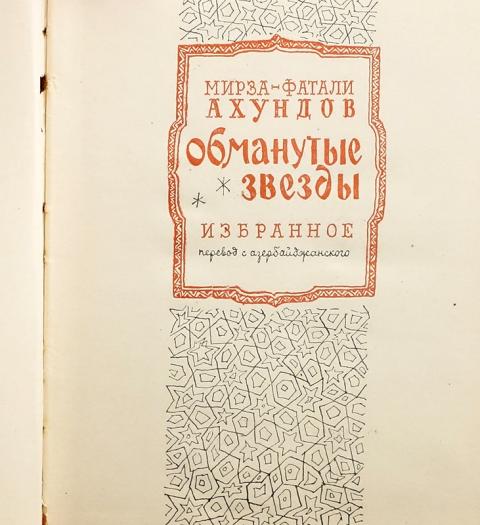 МИРЗА-ФАТАЛИ
АХУНДОВ
обманутые
звезды
ИЗБРАННОЕ
перевод с азербайджанского